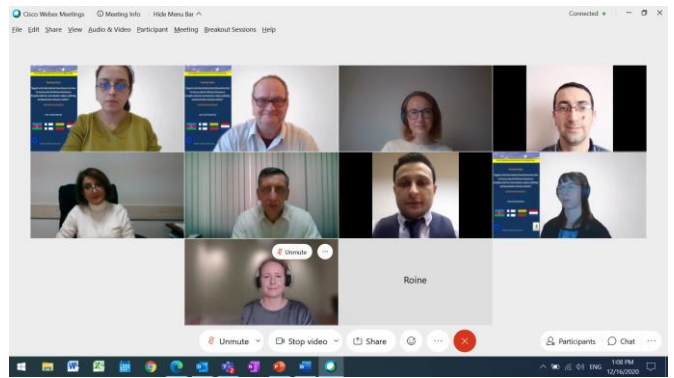 Cisco Webex Meetings   Meeting Info   Hide Menu Bar   Connected
File Edit Share View Audio & Video Participant Meeting Breakout Sessions Help
Unmute
Roine
Unmute   Stop video   Share   Participants   Chat
ENG   1:08 PM
12/16/2020